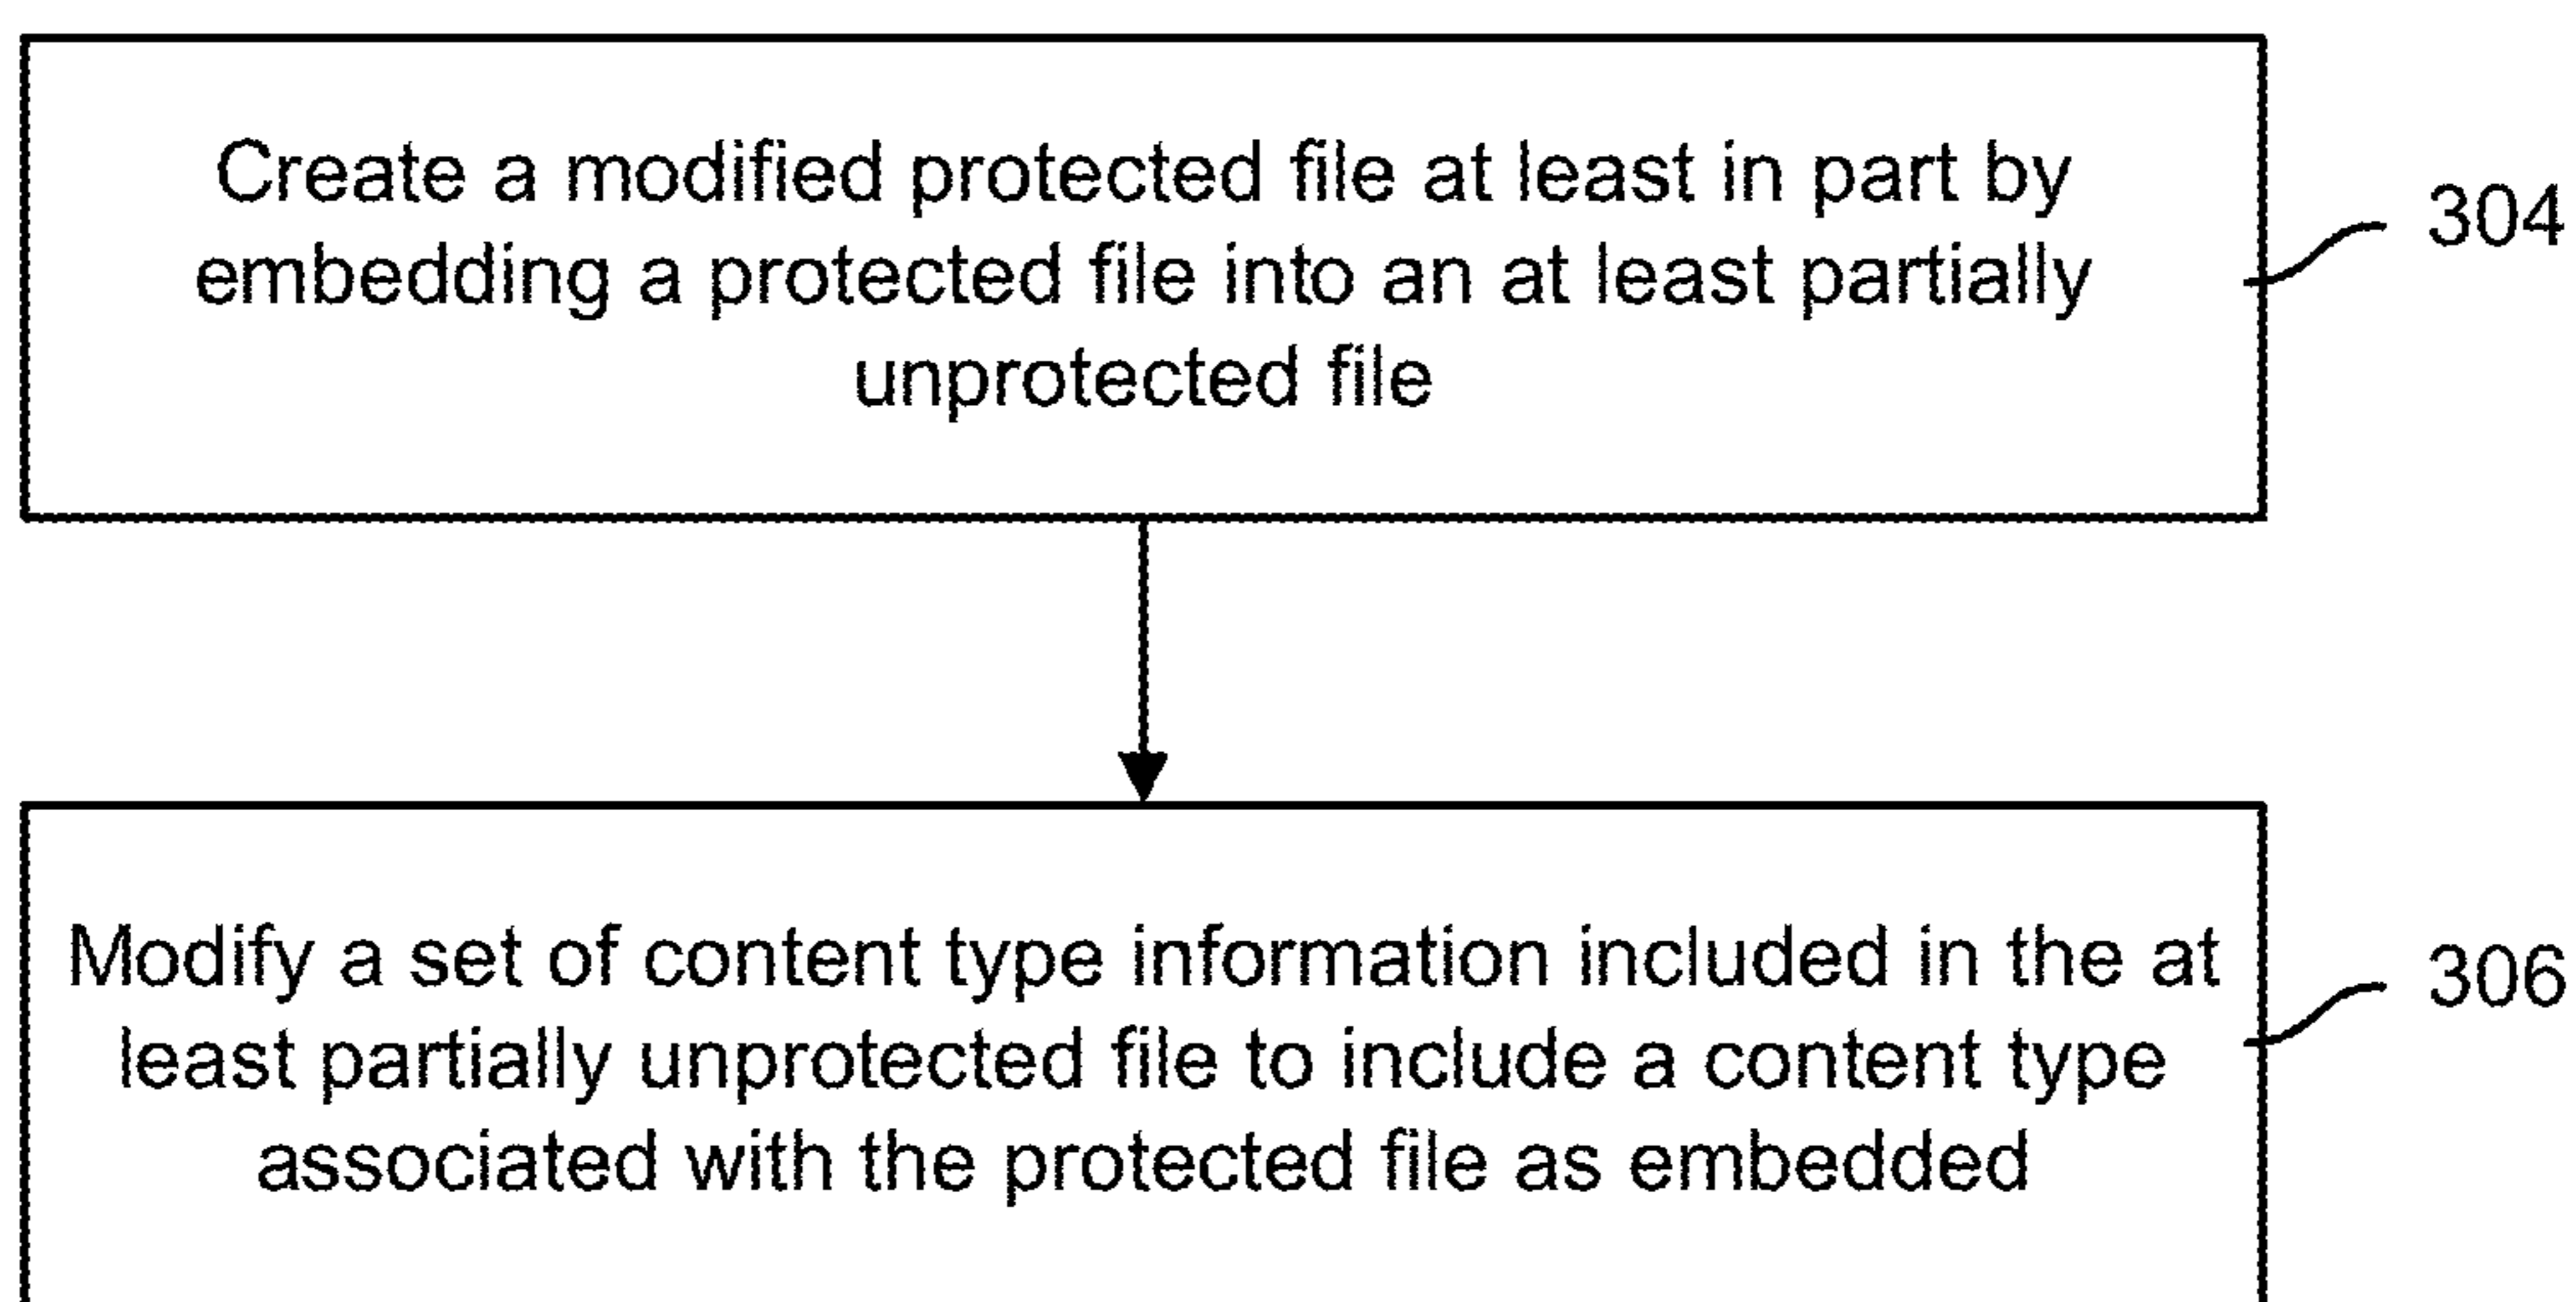 Create a modified protected file at least in part by
embedding a protected file into an at least partially
unprotected file
304
Modify a set of content type information included in the at
least partially unprotected file to include a content type
associated with the protected file as embedded
306